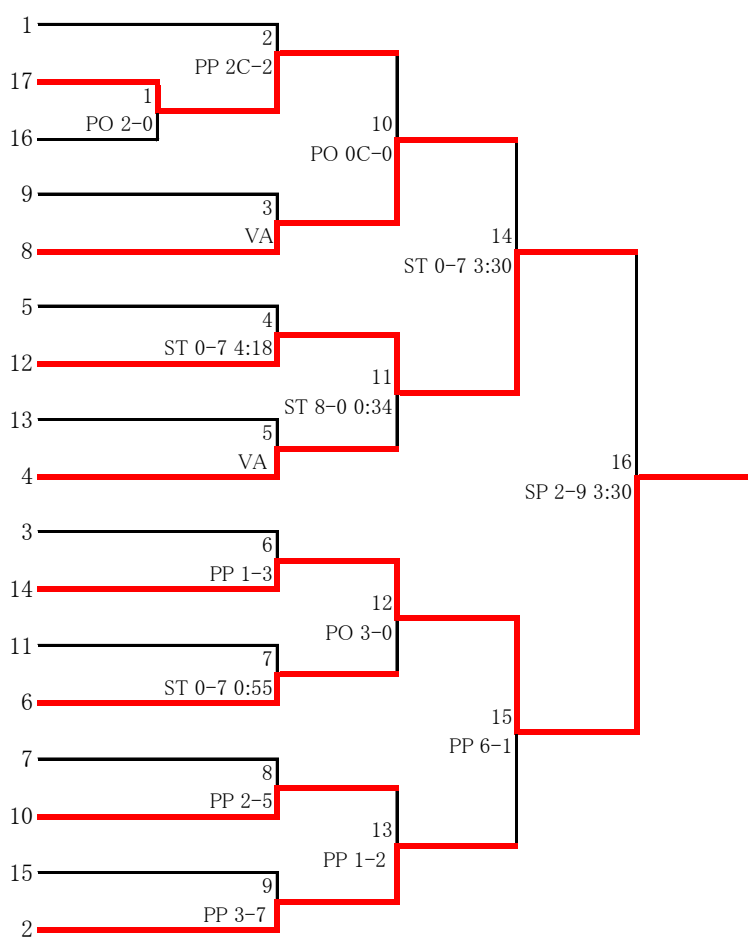 1
2
PP 2C-2
17
1
PO 2-0
16
10
PO 0C-0
9
3
VA
8
14
ST 0-7 3:30
5
4
ST 0-7 4:18
12
11
ST 8-0 0:34
13
5
VA
4
16
SP 2-9 3:30
3
6
PP 1-3
14
12
PO 3-0
11
7
ST 0-7 0:55
6
15
PP 6-1
7
8
PP 2-5
10
13
PP 1-2
15
9
PP 3-7
2